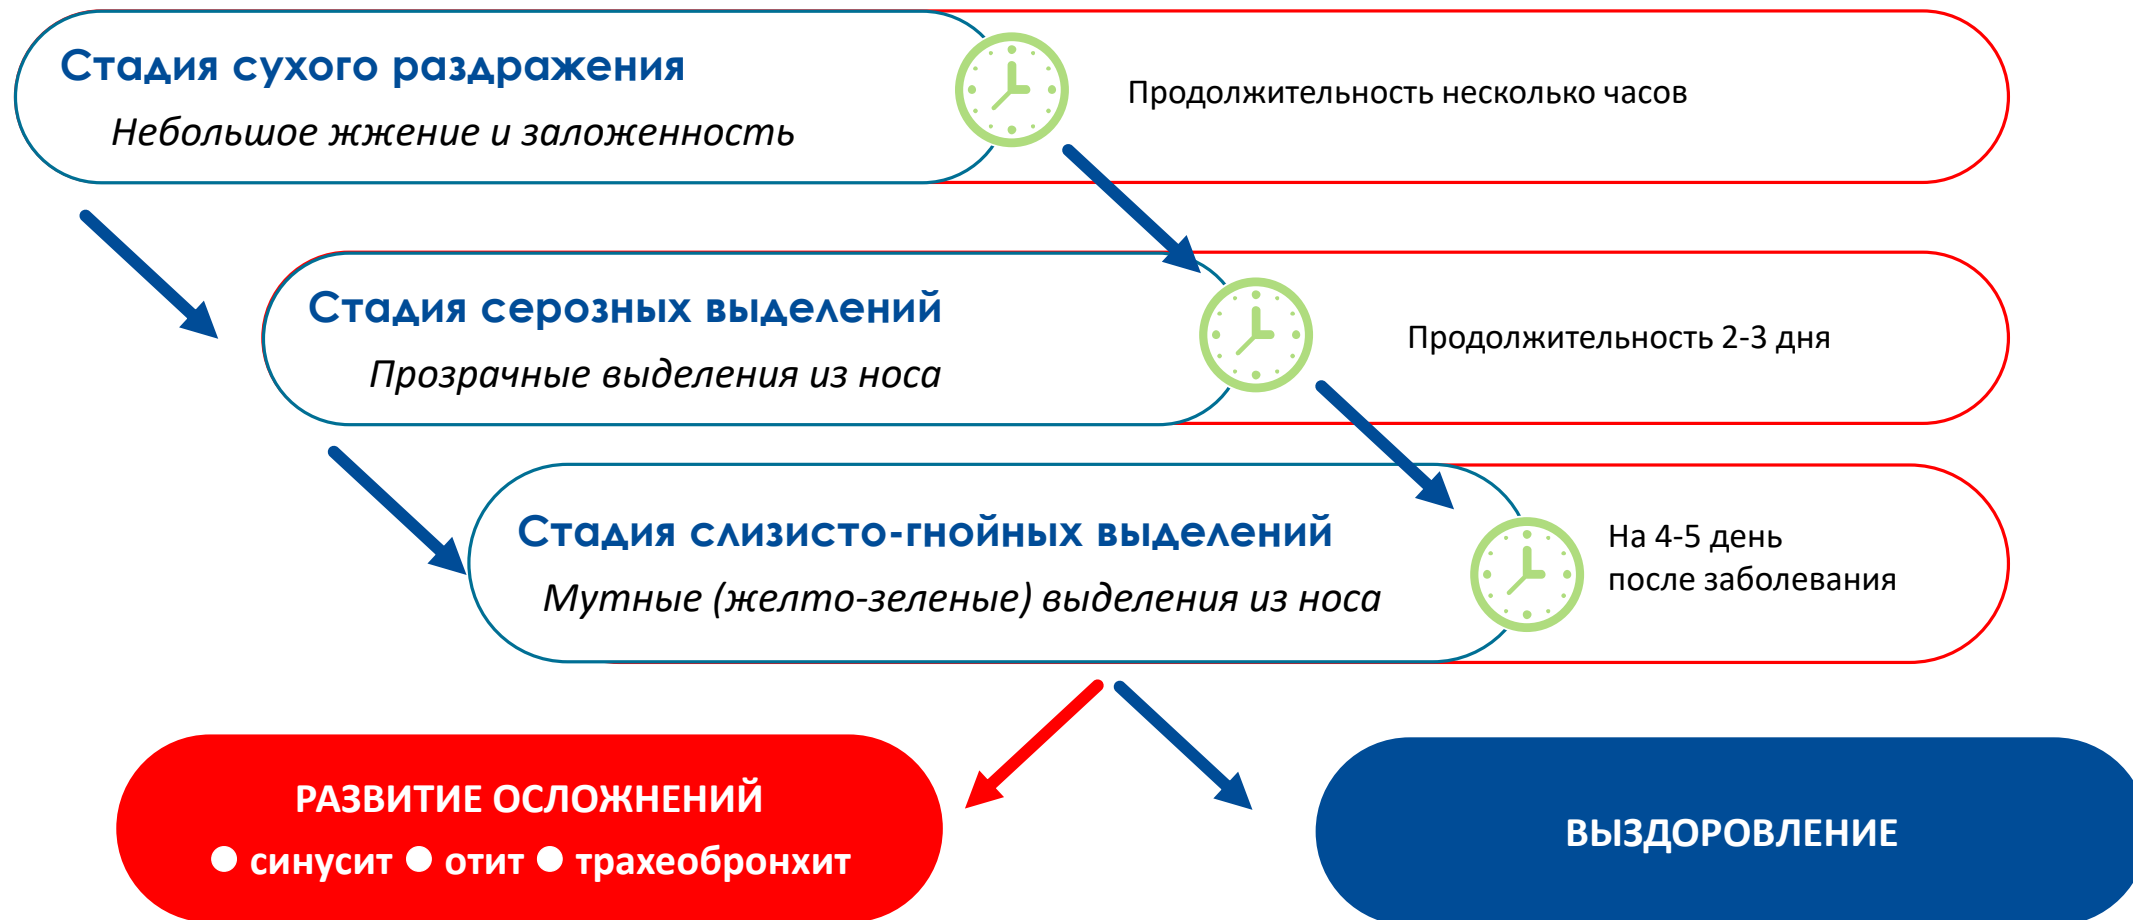 Стадия сухого раздражения
Небольшое жжение и заложенность
Продолжительность несколько часов
Стадия серозных выделений
Прозрачные выделения из носа
Продолжительность 2-3 дня
Стадия слизисто-гнойных выделений
Мутные (желто-зеленые) выделения из носа
На 4-5 день
после заболевания
РАЗВИТИЕ ОСЛОЖНЕНИЙ
● синусит ● отит ● трахеобронхит
ВЫЗДОРОВЛЕНИЕ